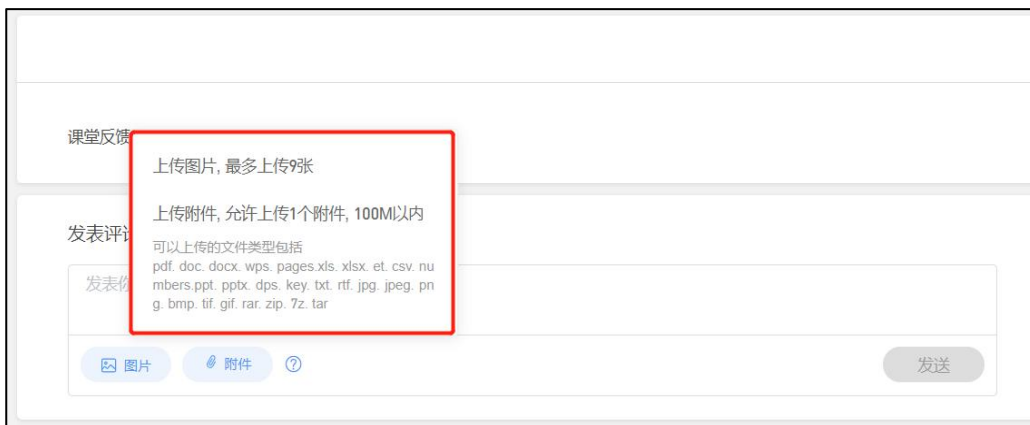 课堂反馈
上传图片, 最多上传9张
上传附件, 允许上传1个附件, 100M以内
发表评论
可以上传的文件类型包括
pdf. doc. docx. wps. pages.xls. xlsx. et. csv. nu
mbers.ppt. pptx. dps. key. txt. rtf. jpg. jpeg. pn
g. bmp. tif. gif. rar. zip. 7z. tar
发表你
图片
附件
发送